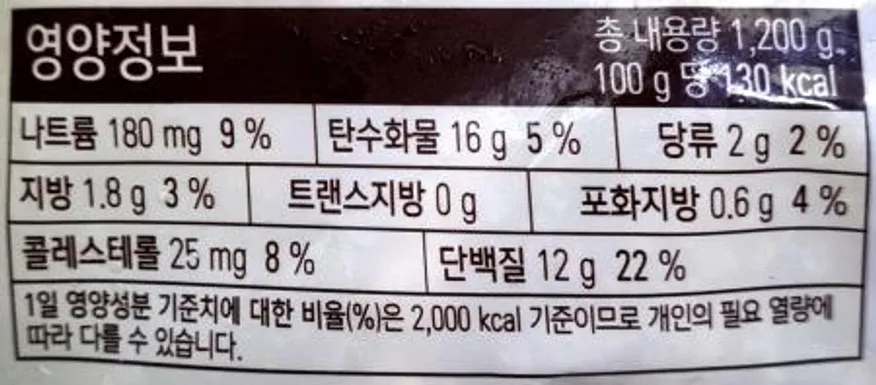 영양정보
총 내용량 1,200 g
100 g 당 130 kcal
나트륨 180 mg 9 % 탄수화물 16 g 5 % 당류 2 g 2 %
지방 1.8 g 3 % 트랜스지방 0 g 포화지방 0.6 g 4 %
콜레스테롤 25 mg 8 % 단백질 12 g 22 %
1일 영양성분 기준치에 대한 비율(%)은 2,000 kcal 기준이므로 개인의 필요 열량에
따라 다를 수 있습니다.